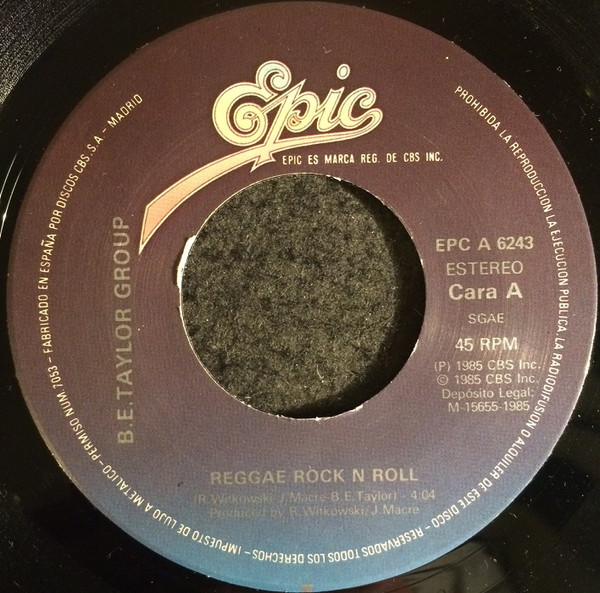 Epic
EPIC ES MARCA REG. DE CBS INC.
B.E. TAYLOR GROUP
EPC A 6243
ESTEREO
Cara A
SGAE
45 RPM
(P) 1985 CBS Inc.
© 1985 CBS Inc.
Depósito Legal:
M-15655-1985
REGGAE ROCK N ROLL
(R. Witkowski-J. Macre-B.E. Taylor) - 4:04
Produced by R. Witkowski/J. Macre
PROHIBIDA LA REPRODUCCION, LA EJECUCION PUBLICA, LA RADIODIFUSION O ALQUILER DE ESTE DISCO - RESERVADOS TODOS LOS DERECHOS - IMPUESTO DE LUJO A METALICO - PERMISO NUM. 7053 - FABRICADO EN ESPAÑA POR DISCOS CBS, S.A. - MADRID